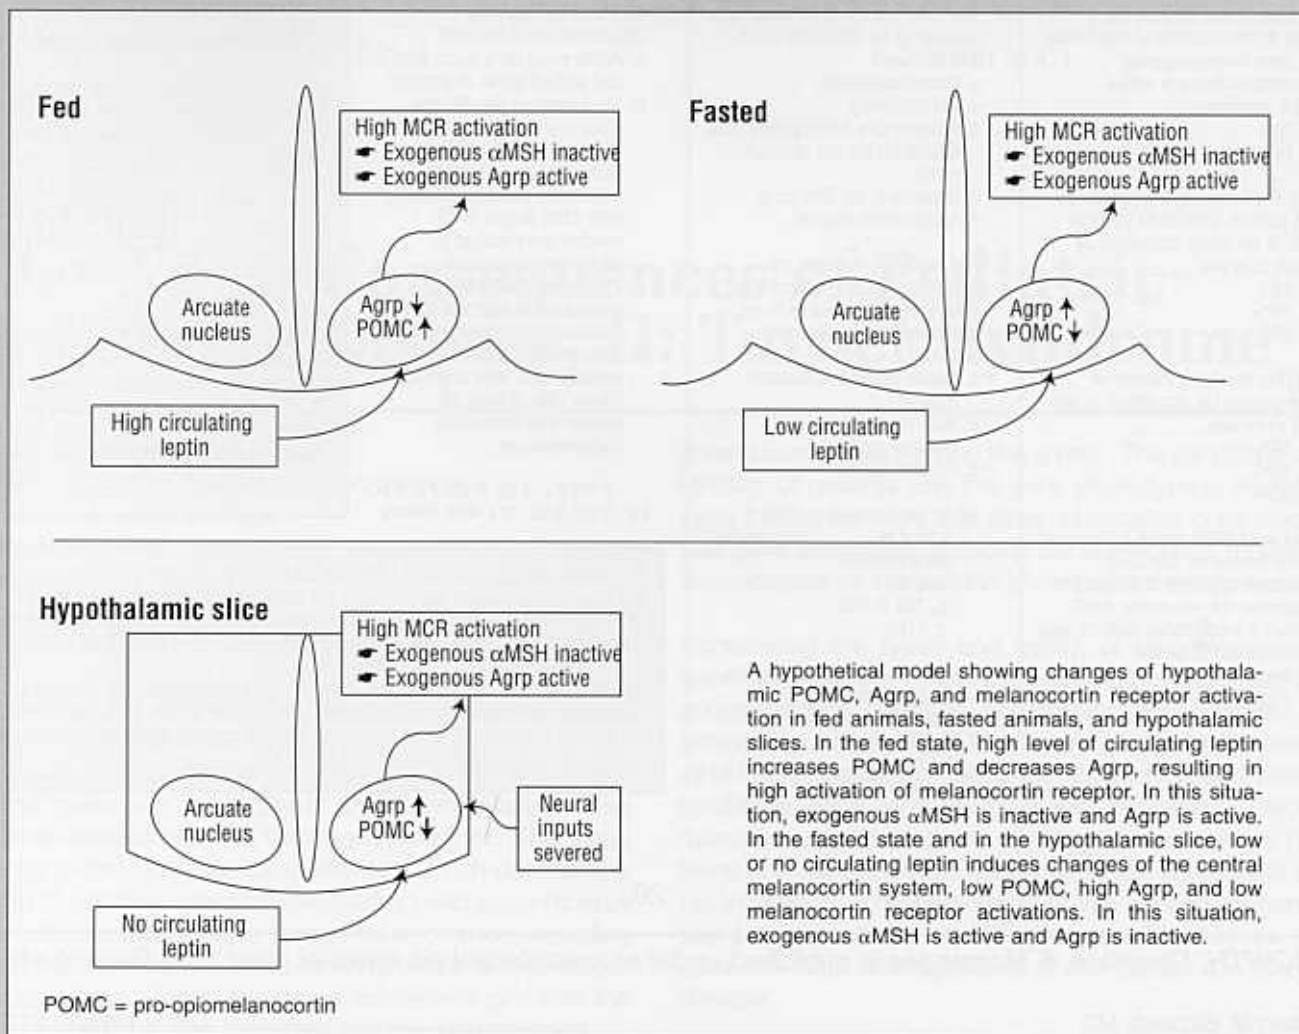 Fed
High MCR activation
☛ Exogenous αMSH inactive
☛ Exogenous Agrp active
Arcuate
nucleus
Agrp ↓
POMC ↑
High circulating
leptin
Fasted
High MCR activation
☛ Exogenous αMSH inactive
☛ Exogenous Agrp active
Arcuate
nucleus
Agrp ↑
POMC ↓
Low circulating
leptin
Hypothalamic slice
High MCR activation
☛ Exogenous αMSH inactive
☛ Exogenous Agrp active
Arcuate
nucleus
Agrp ↑
POMC ↓
Neural
inputs
severed
No circulating
leptin
A hypothetical model showing changes of hypothala-
mic POMC, Agrp, and melanocortin receptor activa-
tion in fed animals, fasted animals, and hypothalamic
slices. In the fed state, high level of circulating leptin
increases POMC and decreases Agrp, resulting in
high activation of melanocortin receptor. In this situa-
tion, exogenous αMSH is inactive and Agrp is active.
In the fasted state and in the hypothalamic slice, low
or no circulating leptin induces changes of the central
melanocortin system, low POMC, high Agrp, and low
melanocortin receptor activations. In this situation,
exogenous αMSH is active and Agrp is inactive.
POMC = pro-opiomelanocortin